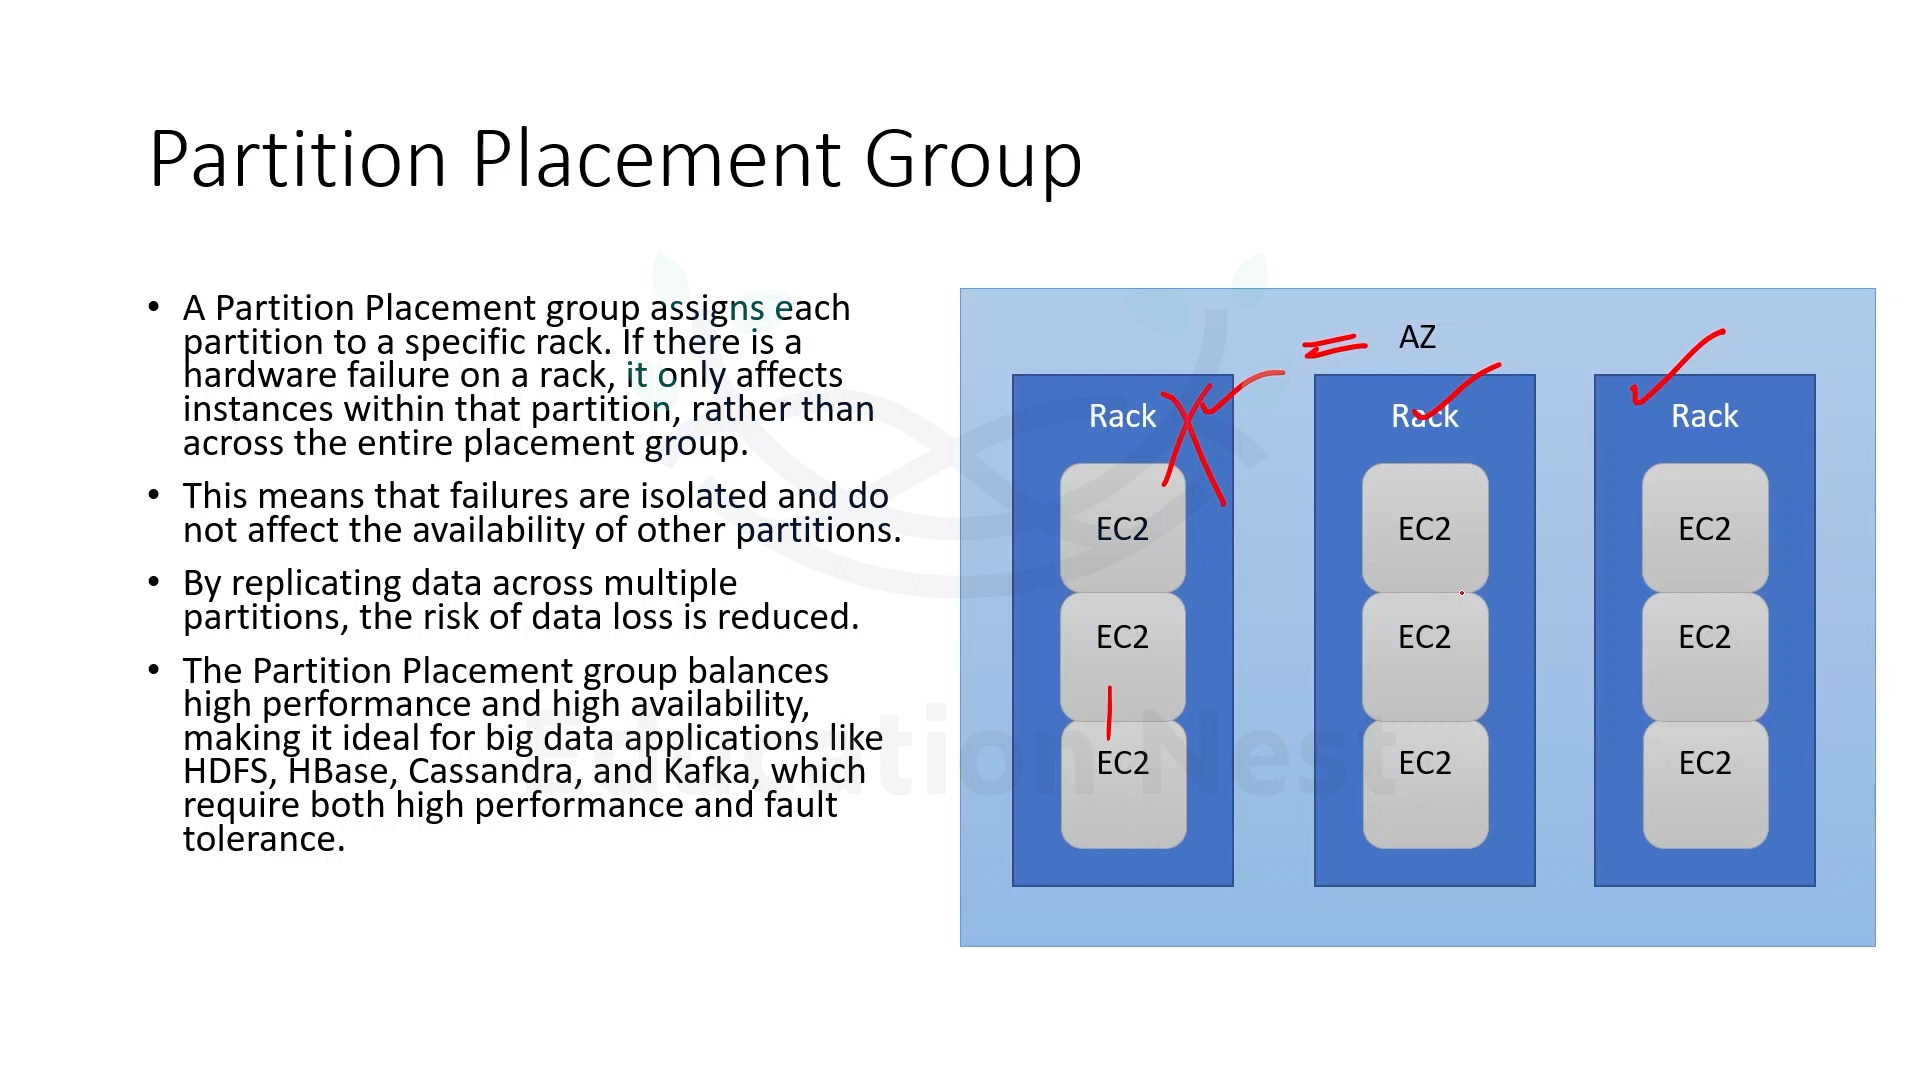 Partition Placement Group
• A Partition Placement group assigns each
partition to a specific rack. If there is a
hardware failure on a rack, it only affects
instances within that partition, rather than
across the entire placement group.
• This means that failures are isolated and do
not affect the availability of other partitions.
• By replicating data across multiple
partitions, the risk of data loss is reduced.
• The Partition Placement group balances
high performance and high availability,
making it ideal for big data applications like
HDFS, HBase, Cassandra, and Kafka, which
require both high performance and fault
tolerance.
AZ
Rack
EC2
EC2
EC2
Rack
EC2
EC2
EC2
Rack
EC2
EC2
EC2
Education Nest